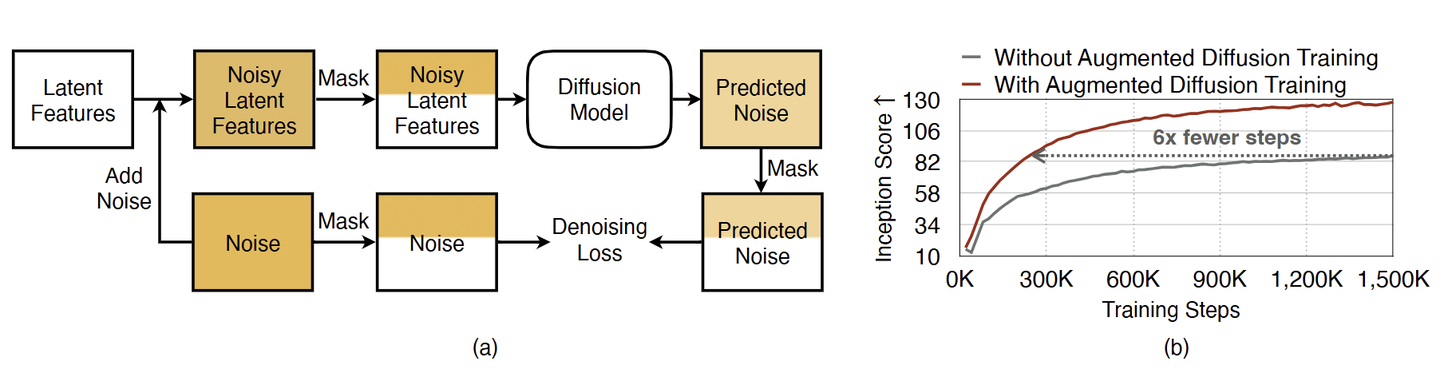 Latent
Features
Noisy
Latent
Features
Mask
Noisy
Latent
Features
Diffusion
Model
Predicted
Noise
Add
Noise
Mask
Noise
Mask
Noise
Denoising
Loss
Predicted
Noise
(a)
Without Augmented Diffusion Training
With Augmented Diffusion Training
Inception Score ↑
130
106
82
58
34
10
6x fewer steps
0K 300K 600K 900K 1,200K 1,500K
Training Steps
(b)